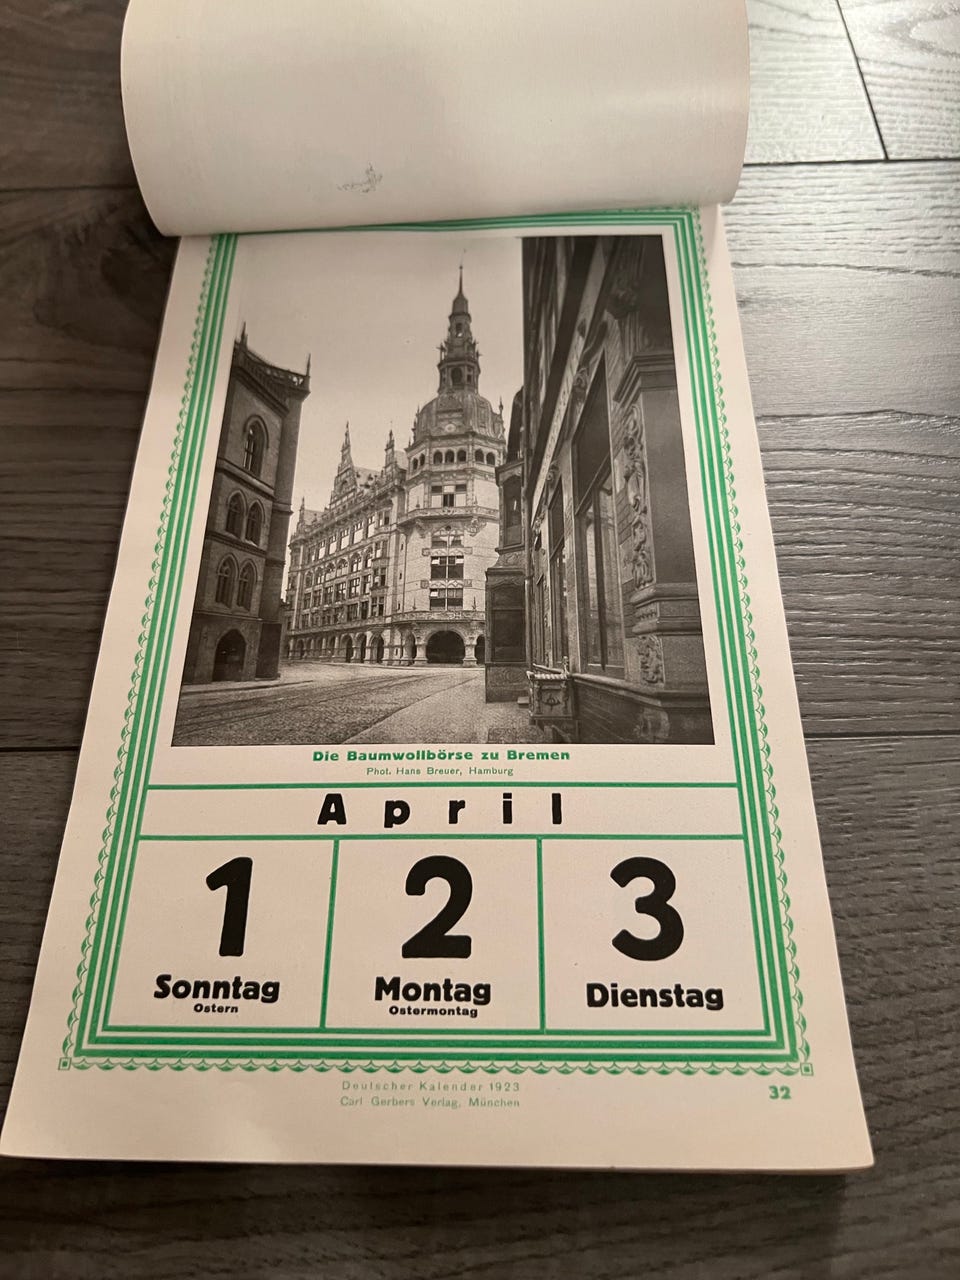 Die Baumwollbörse zu Bremen
Phot. Hans Breuer, Hamburg
April
1 2 3
Sonntag Montag Dienstag
Ostern Ostermontag
Deutscher Kalender 1923
Carl Gerbers Verlag, München
32